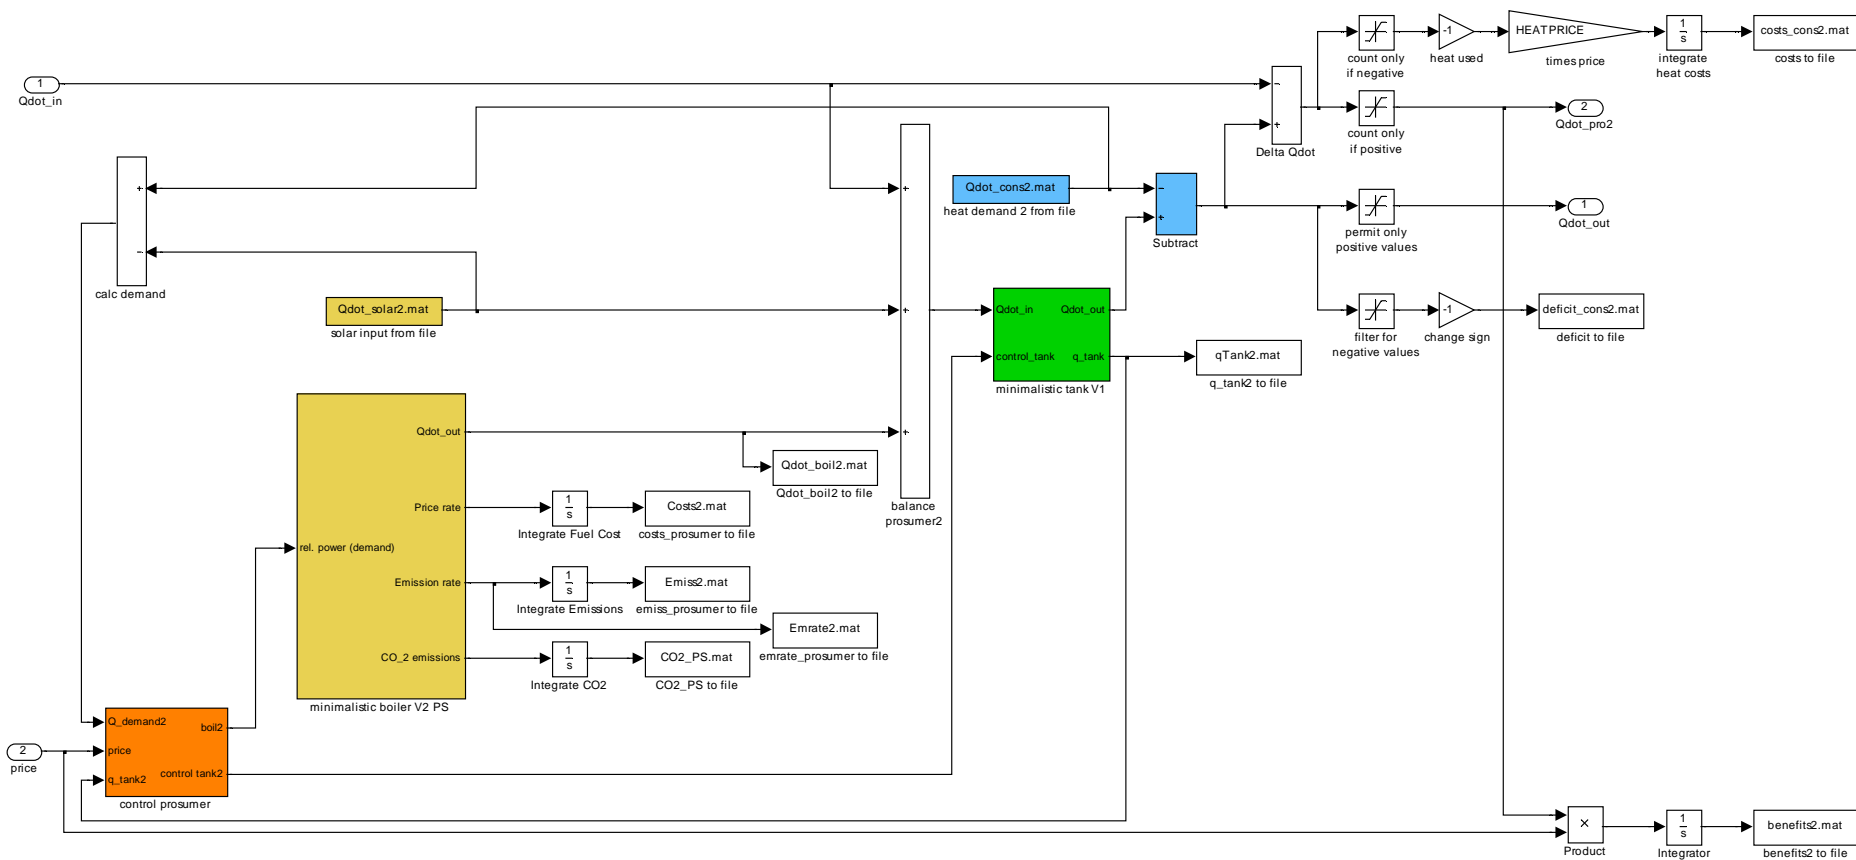 1
Qdot_in
+
−
calc demand
Qdot_solar2.mat
solar input from file
Qdot_out
Price rate
rel. power (demand)
Emission rate
CO_2 emissions
minimalistic boiler V2 PS
Q_demand2
price
q_tank2
boil2
control tank2
control prosumer
2
price
1
s
Integrate Fuel Cost
Costs2.mat
costs_prosumer to file
1
s
Integrate Emissions
Emiss2.mat
emiss_prosumer to file
Emrate2.mat
emrate_prosumer to file
1
s
Integrate CO2
CO2_PS.mat
CO2_PS to file
Qdot_boil2.mat
Qdot_boil2 to file
+
+
+
balance
prosumer2
Qdot_cons2.mat
heat demand 2 from file
−
+
Subtract
Qdot_in
control_tank
Qdot_out
q_tank
minimalistic tank V1
qTank2.mat
q_tank2 to file
−
+
Delta Qdot
count only
if negative
-1
heat used
HEATPRICE
times price
1
s
integrate
heat costs
costs_cons2.mat
costs to file
count only
if positive
2
Qdot_pro2
permit only
positive values
1
Qdot_out
filter for
negative values
-1
change sign
deficit_cons2.mat
deficit to file
×
Product
1
s
Integrator
benefits2.mat
benefits2 to file